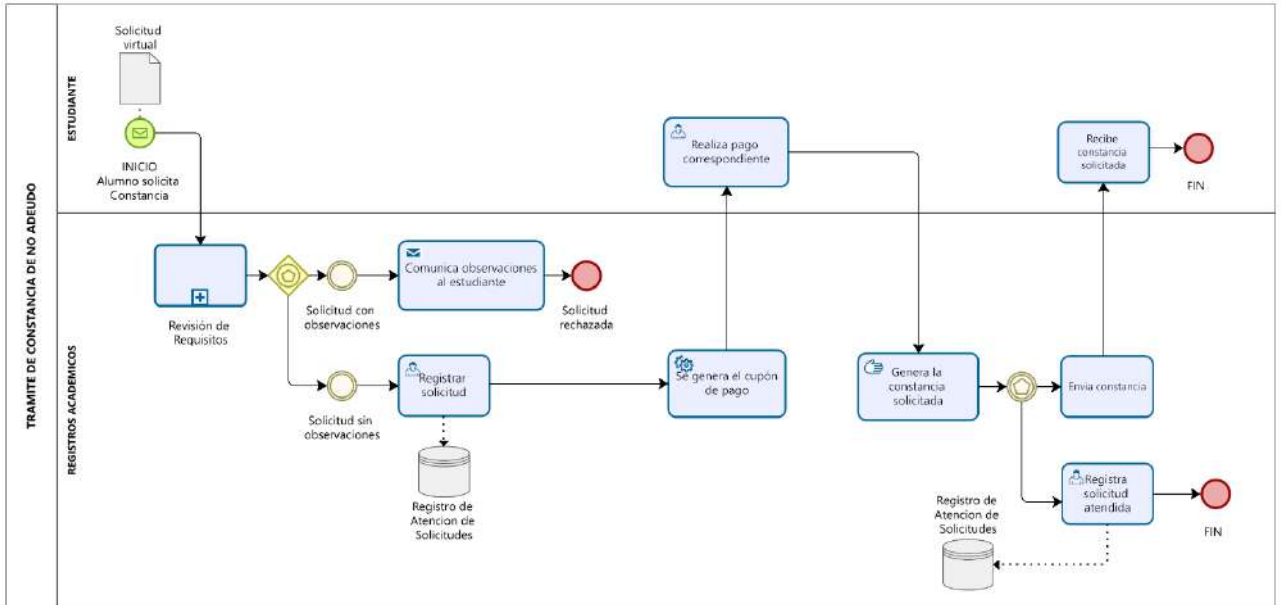 TRAMITE DE CONSTANCIA DE NO ADEUDO
ESTUDIANTE
Solicitud
virtual
INICIO
Alumno solicita
Constancia
Realiza pago
correspondiente
Recibe
constancia
solicitada
FIN
REGISTROS ACADEMICOS
Revisión de
Requisitos
Solicitud con
observaciones
Comunica observaciones
al estudiante
Solicitud
rechazada
Solicitud sin
observaciones
Registrar
solicitud
Registro de
Atencion de
Solicitudes
Se genera el cupón
de pago
Genera la
constancia
solicitada
Envia constancia
Registra
solicitud
atendida
FIN
Registro de
Atencion de
Solicitudes